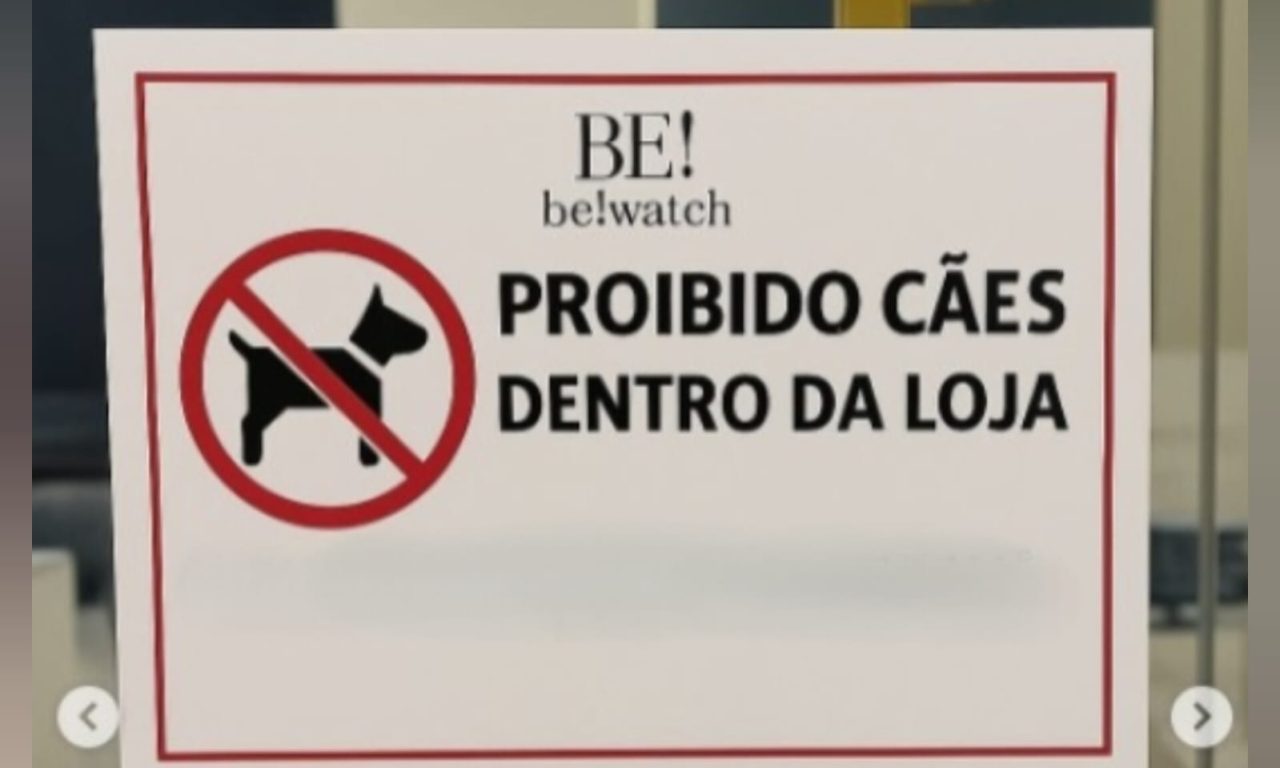 BE!
be!watch
PROIBIDO CÃES
DENTRO DA LOJA